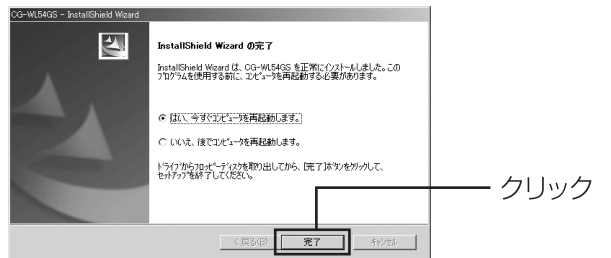 CG-WL54GS - InstallShield Wizard
InstallShield Wizard の完了
InstallShield Wizard は、CG-WL54GS を正常にインストールしました。この
プログラムを使用する前に、コンピュータを再起動する必要があります。
はい、今すぐコンピュータを再起動します。
いいえ、後でコンピュータを再起動します。
ドライブからフロッピーディスクを取り出してから、[完了]ボタンをクリックして、
セットアップを終了してください。
クリック
< 戻る(B)
完了
キャンセル